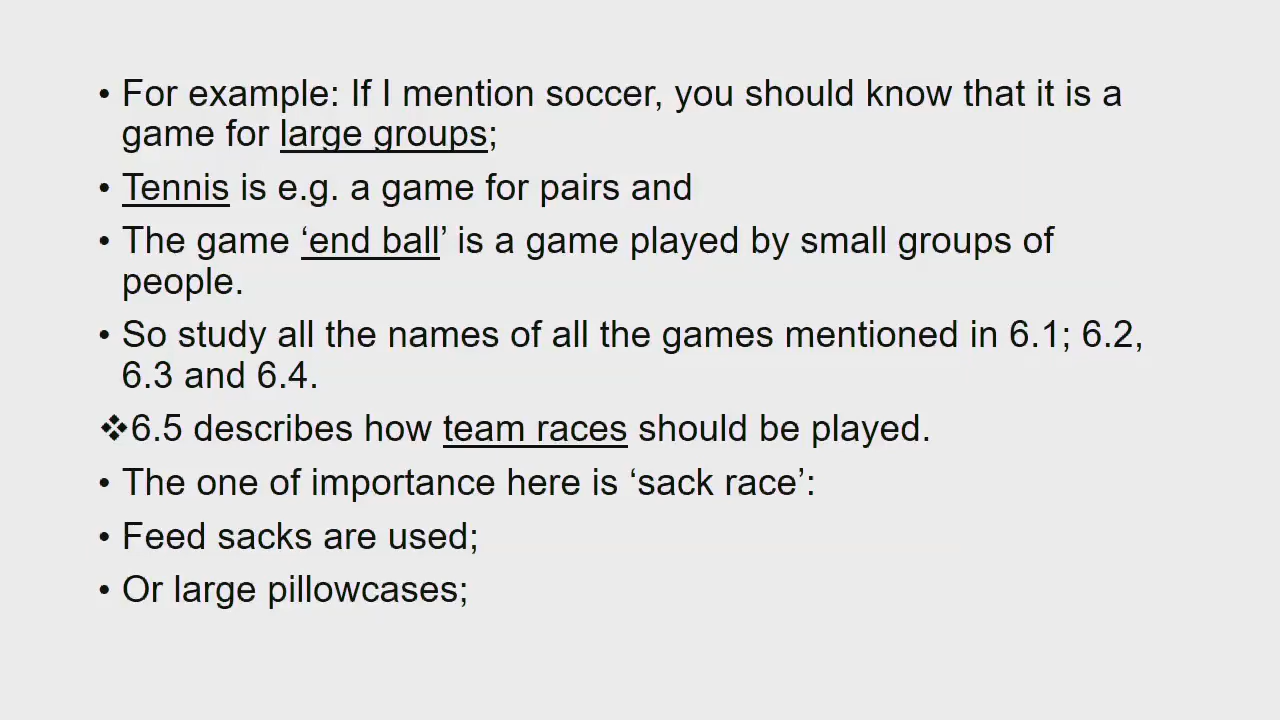 • For example: If I mention soccer, you should know that it is a
game for large groups;
• Tennis is e.g. a game for pairs and
• The game ‘end ball’ is a game played by small groups of
people.
• So study all the names of all the games mentioned in 6.1; 6.2,
6.3 and 6.4.
❖6.5 describes how team races should be played.
• The one of importance here is ‘sack race’:
• Feed sacks are used;
• Or large pillowcases;